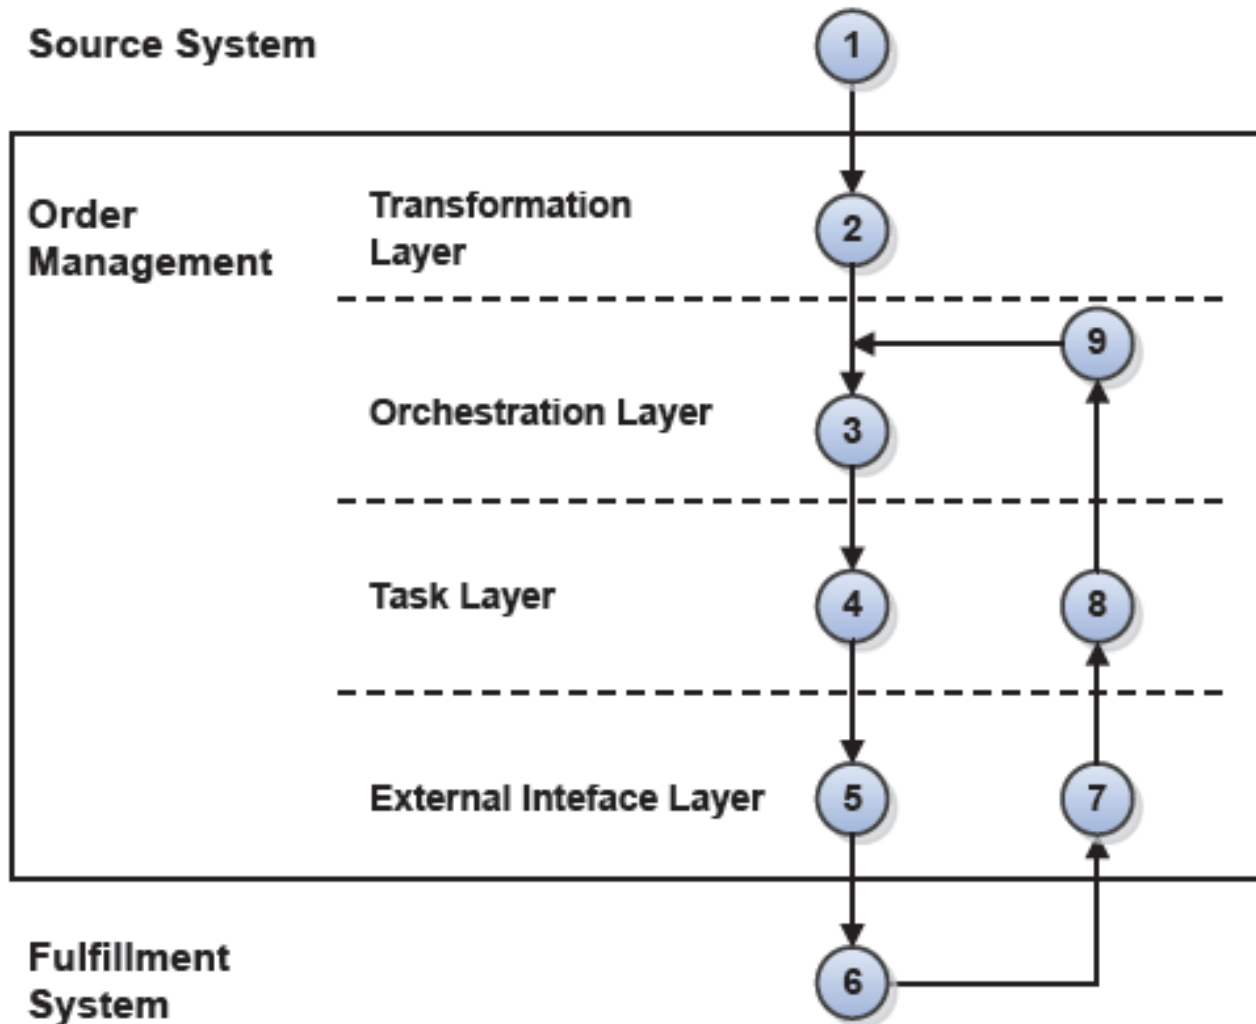 Source System
1
Order
Management
Transformation
Layer
2
9
Orchestration Layer
3
Task Layer
4
8
External Inteface Layer
5
7
Fulfillment
System
6